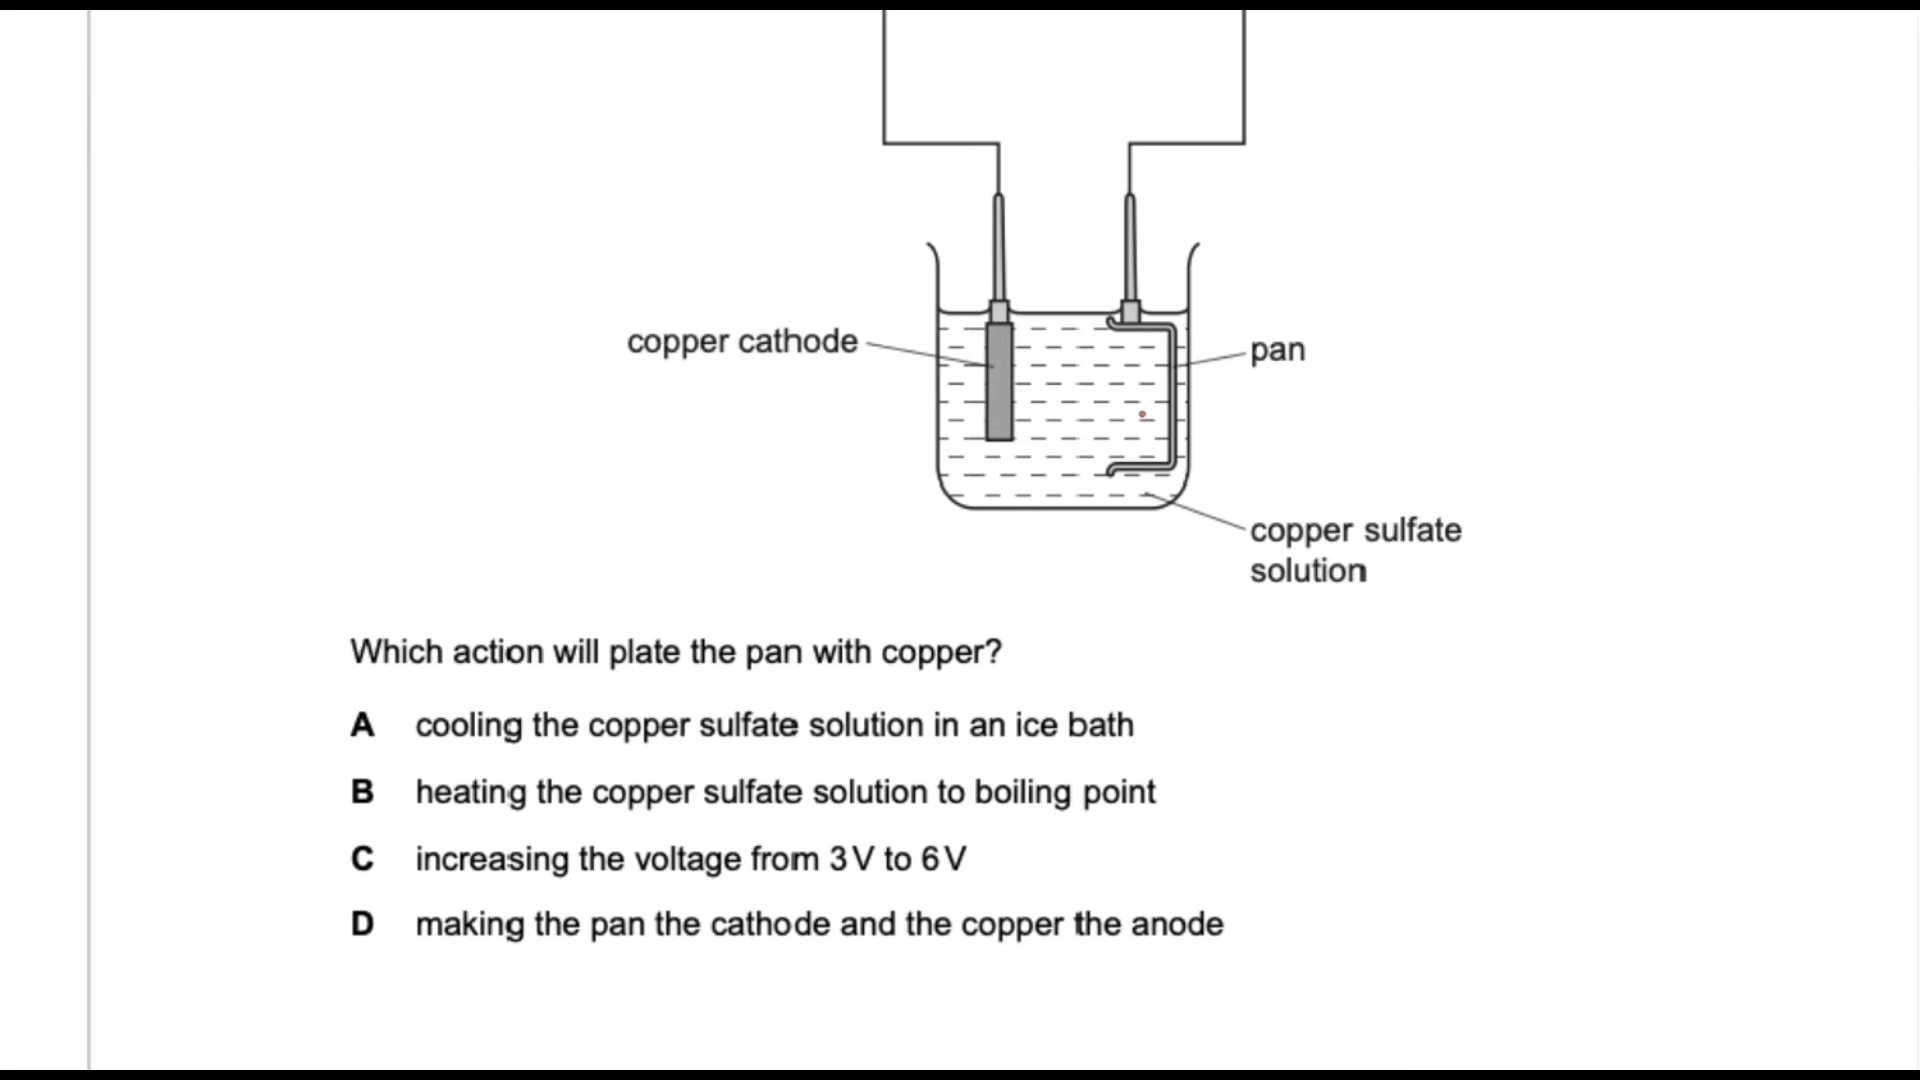 copper cathode
pan
copper sulfate
solution
Which action will plate the pan with copper?
A cooling the copper sulfate solution in an ice bath
B heating the copper sulfate solution to boiling point
C increasing the voltage from 3 V to 6 V
D making the pan the cathode and the copper the anode